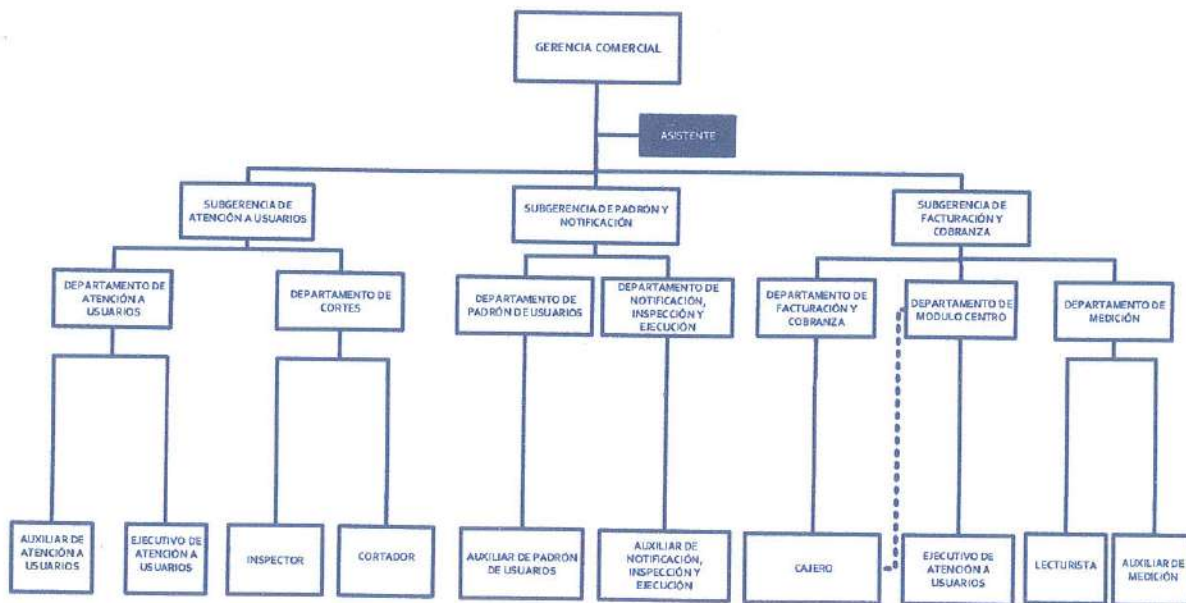 GERENCIA COMERCIAL
ASISTENTE
SUBGERENCIA DE
ATENCIÓN A USUARIOS
SUBGERENCIA DE PADRÓN Y
NOTIFICACIÓN
SUBGERENCIA DE
FACTURACIÓN Y
COBRANZA
DEPARTAMENTO DE
ATENCIÓN A
USUARIOS
DEPARTAMENTO DE
CORTES
DEPARTAMENTO DE
PADRÓN DE USUARIOS
DEPARTAMENTO DE
NOTIFICACIÓN,
INSPECCIÓN Y
EJECUCIÓN
DEPARTAMENTO DE
FACTURACIÓN Y
COBRANZA
DEPARTAMENTO DE
MODULO CENTRO
DEPARTAMENTO DE
MEDICIÓN
AUXILIAR DE
ATENCIÓN A
USUARIOS
EJECUTIVO DE
ATENCIÓN A
USUARIOS
INSPECTOR
CORTADOR
AUXILIAR DE PADRÓN
DE USUARIOS
AUXILIAR DE
NOTIFICACIÓN,
INSPECCIÓN Y
EJECUCIÓN
CAJERO
EJECUTIVO DE
ATENCIÓN A
USUARIOS
LECTURISTA
AUXILIAR DE
MEDICIÓN